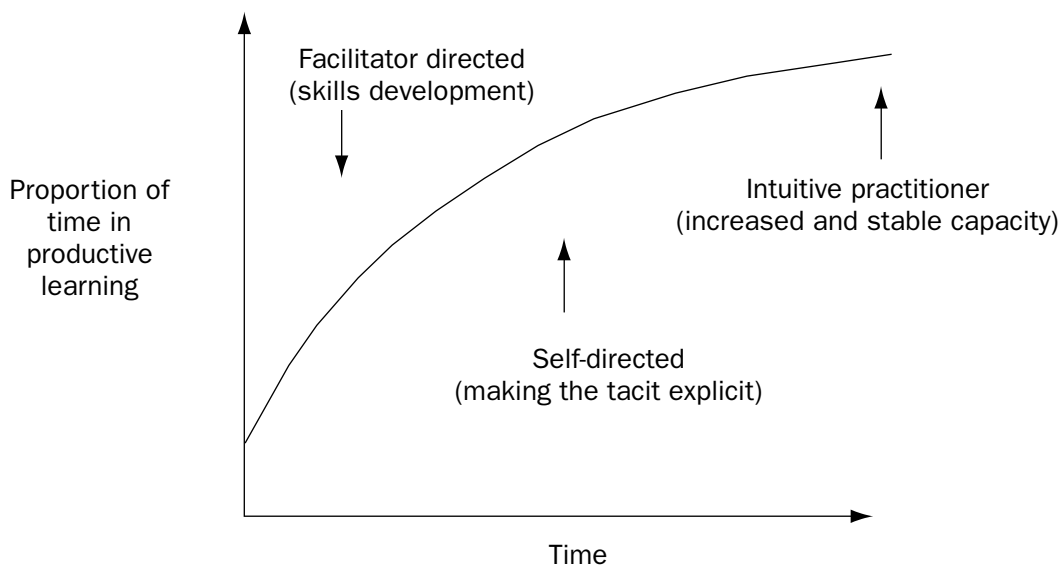 Facilitator directed
(skills development)
Proportion of
time in
productive
learning
Intuitive practitioner
(increased and stable capacity)
Self-directed
(making the tacit explicit)
Time